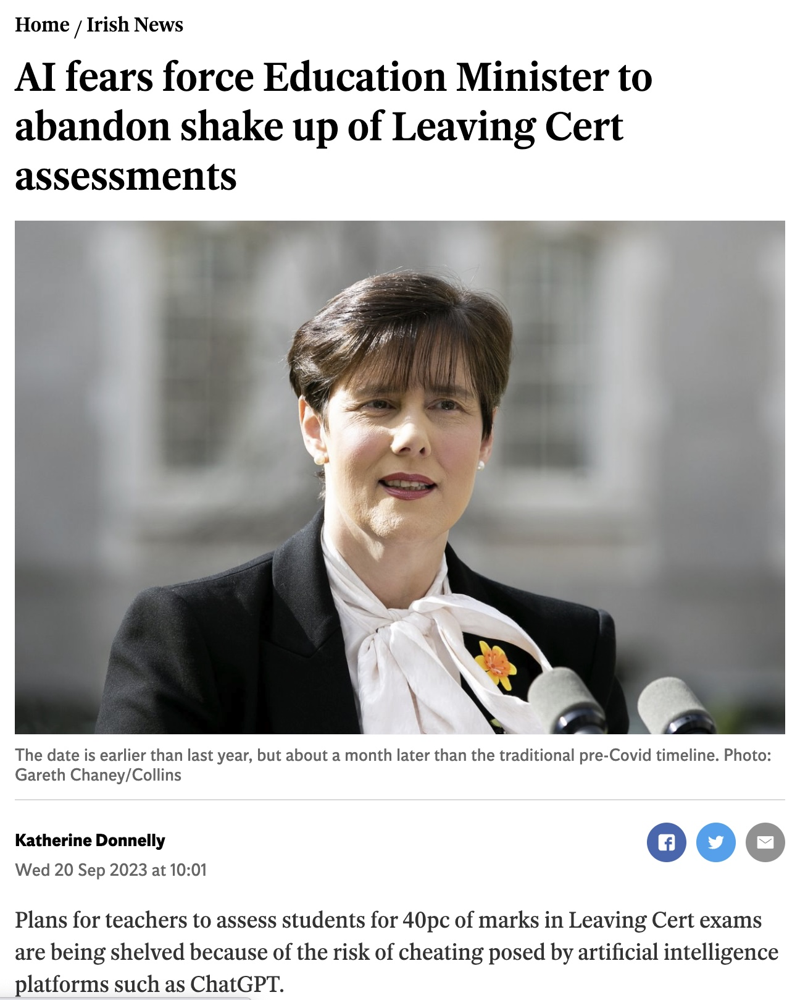 Home / Irish News
AI fears force Education Minister to
abandon shake up of Leaving Cert
assessments
The date is earlier than last year, but about a month later than the traditional pre-Covid timeline. Photo:
Gareth Chaney/Collins
Katherine Donnelly
Wed 20 Sep 2023 at 10:01
Plans for teachers to assess students for 40pc of marks in Leaving Cert exams
are being shelved because of the risk of cheating posed by artificial intelligence
platforms such as ChatGPT.